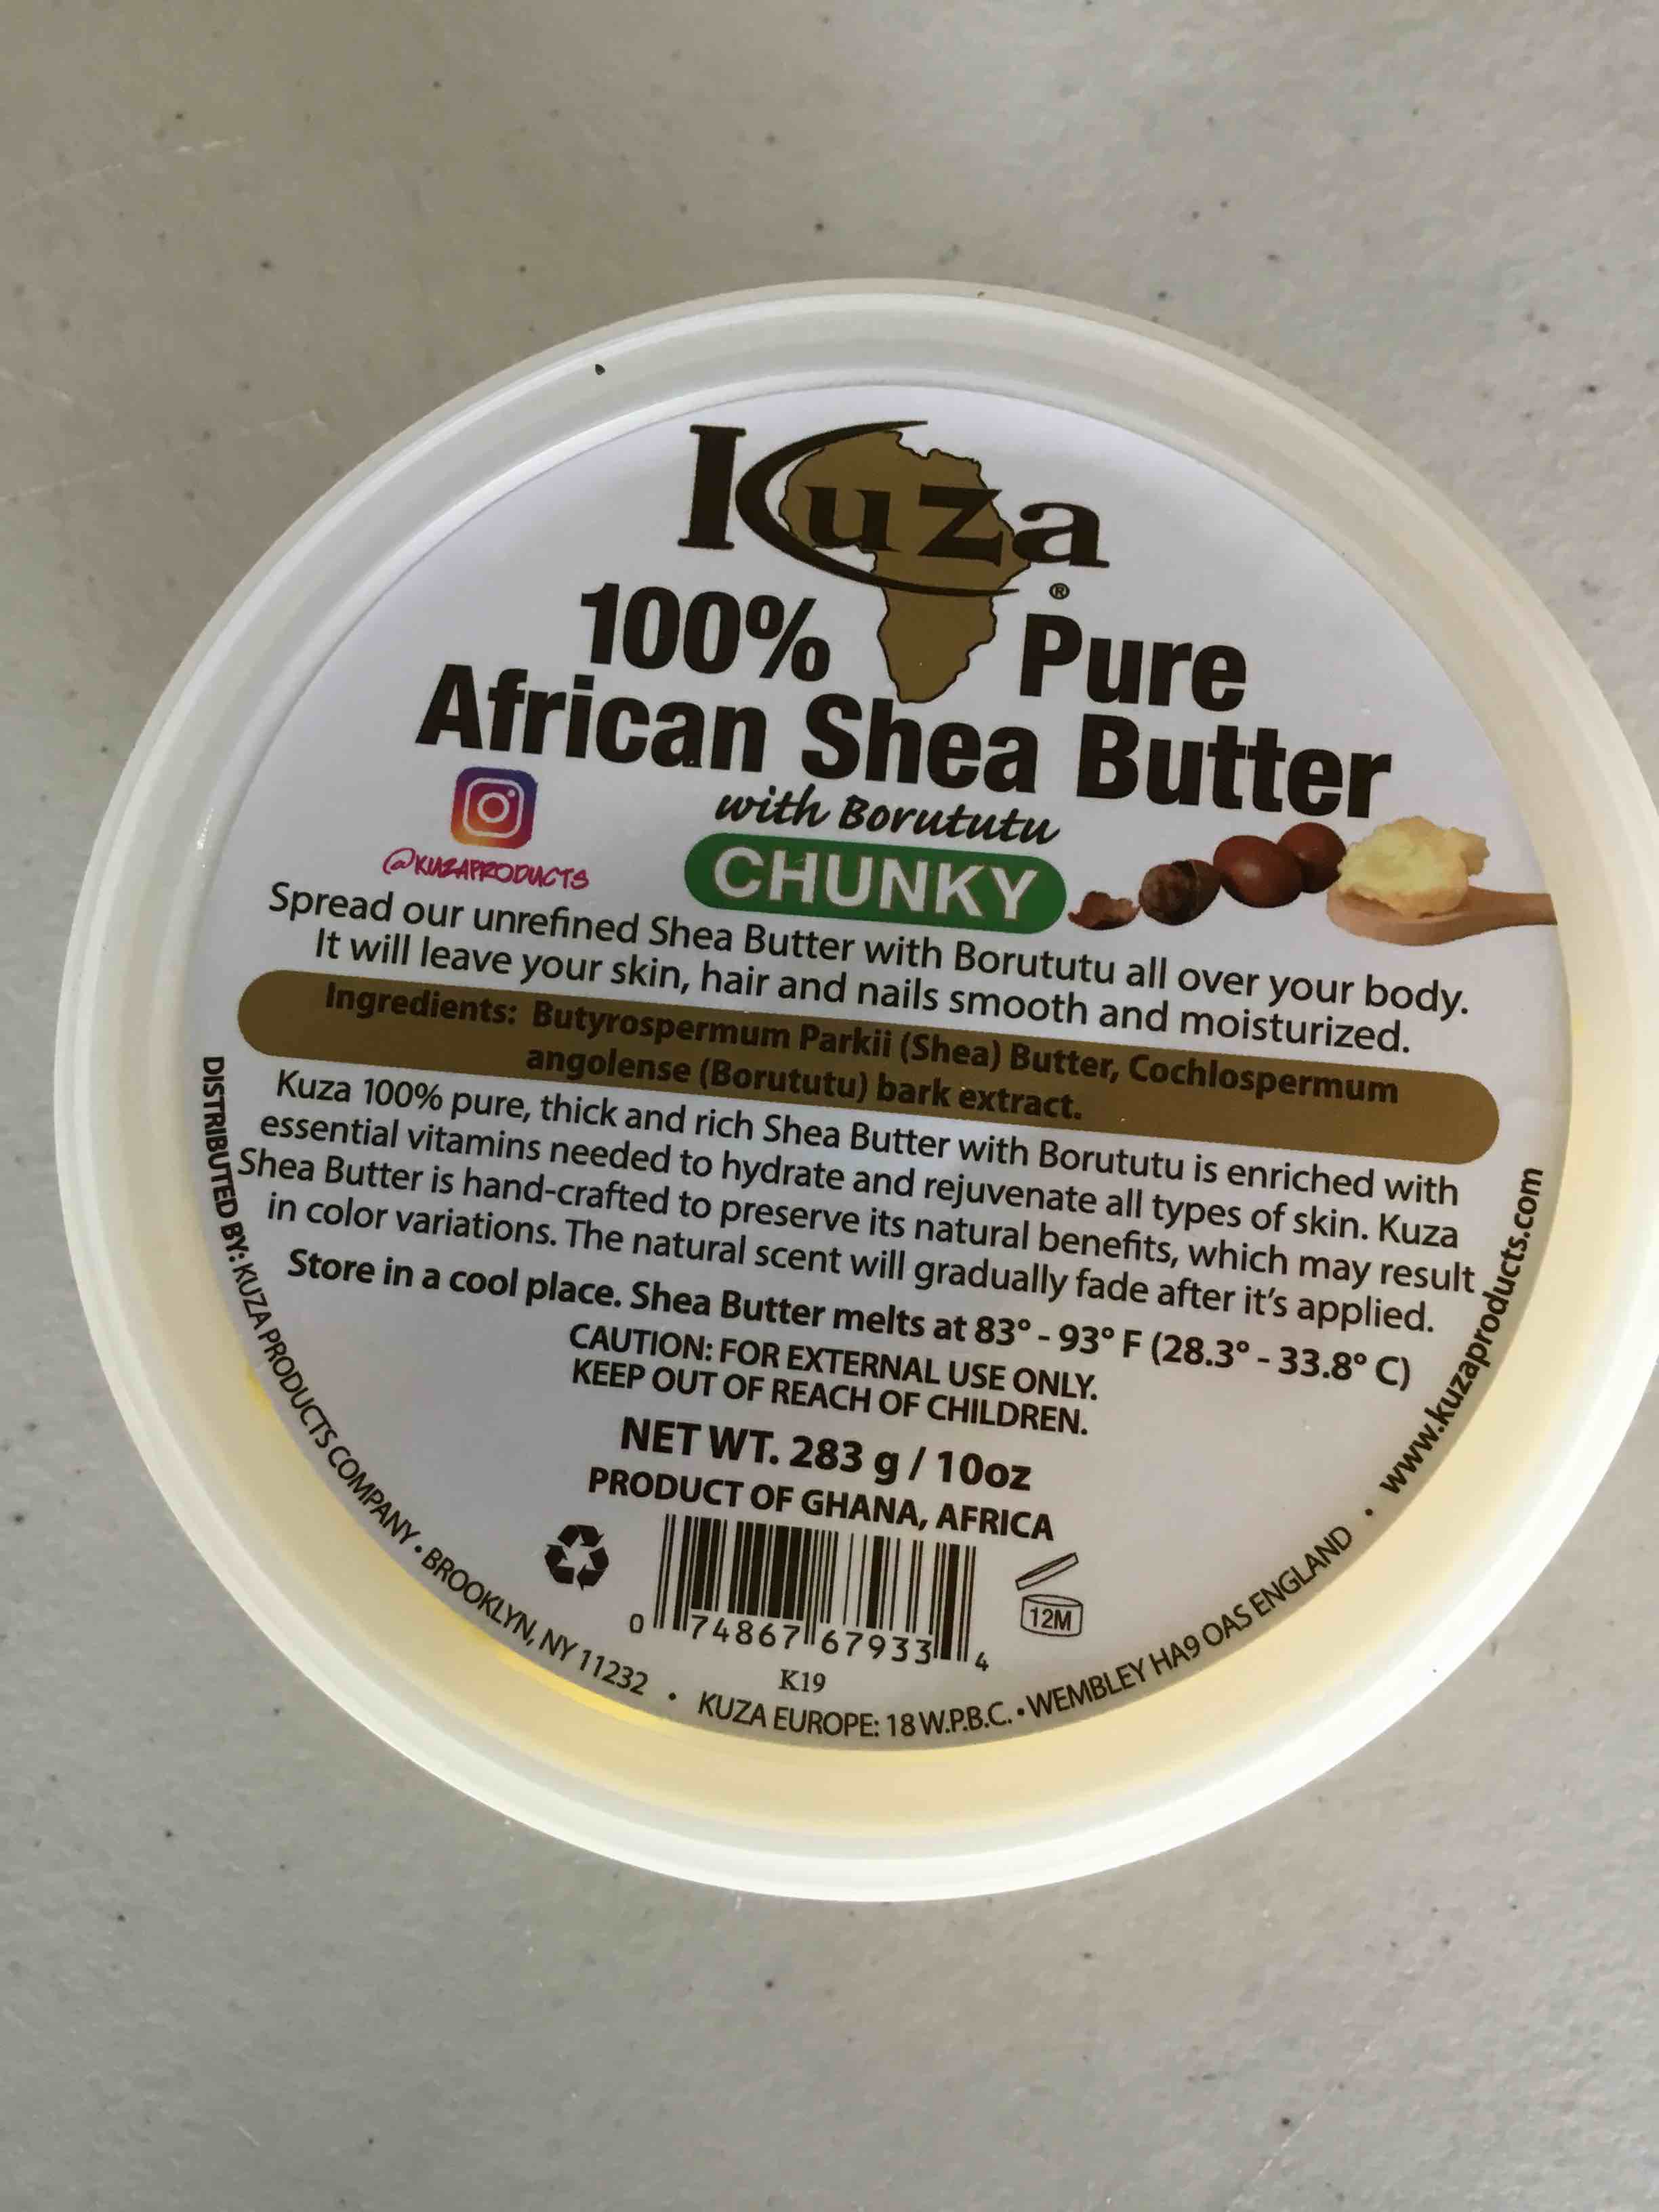 Kuza®
100% Pure
African Shea Butter
with Borututu
@KUZAPRODUCTS
CHUNKY
Spread our unrefined Shea Butter with Borututu all over your body.
It will leave your skin, hair and nails smooth and moisturized.
Ingredients: Butyrospermum Parkii (Shea) Butter, Cochlospermum
angolense (Borututu) bark extract.
Kuza 100% pure, thick and rich Shea Butter with Borututu is enriched with
essential vitamins needed to hydrate and rejuvenate all types of skin. Kuza
Shea Butter is hand-crafted to preserve its natural benefits, which may result
in color variations. The natural scent will gradually fade after it's applied.
Store in a cool place. Shea Butter melts at 83° - 93° F (28.3° - 33.8° C)
CAUTION: FOR EXTERNAL USE ONLY.
KEEP OUT OF REACH OF CHILDREN.
NET WT. 283 g / 10oz
PRODUCT OF GHANA, AFRICA
12M
0 74867 67933 4
K19
DISTRIBUTED BY: KUZA PRODUCTS COMPANY • BROOKLYN, NY 11232 • KUZA EUROPE: 18 W.P.B.C. • WEMBLEY HA9 OAS ENGLAND • www.kuzaproducts.com